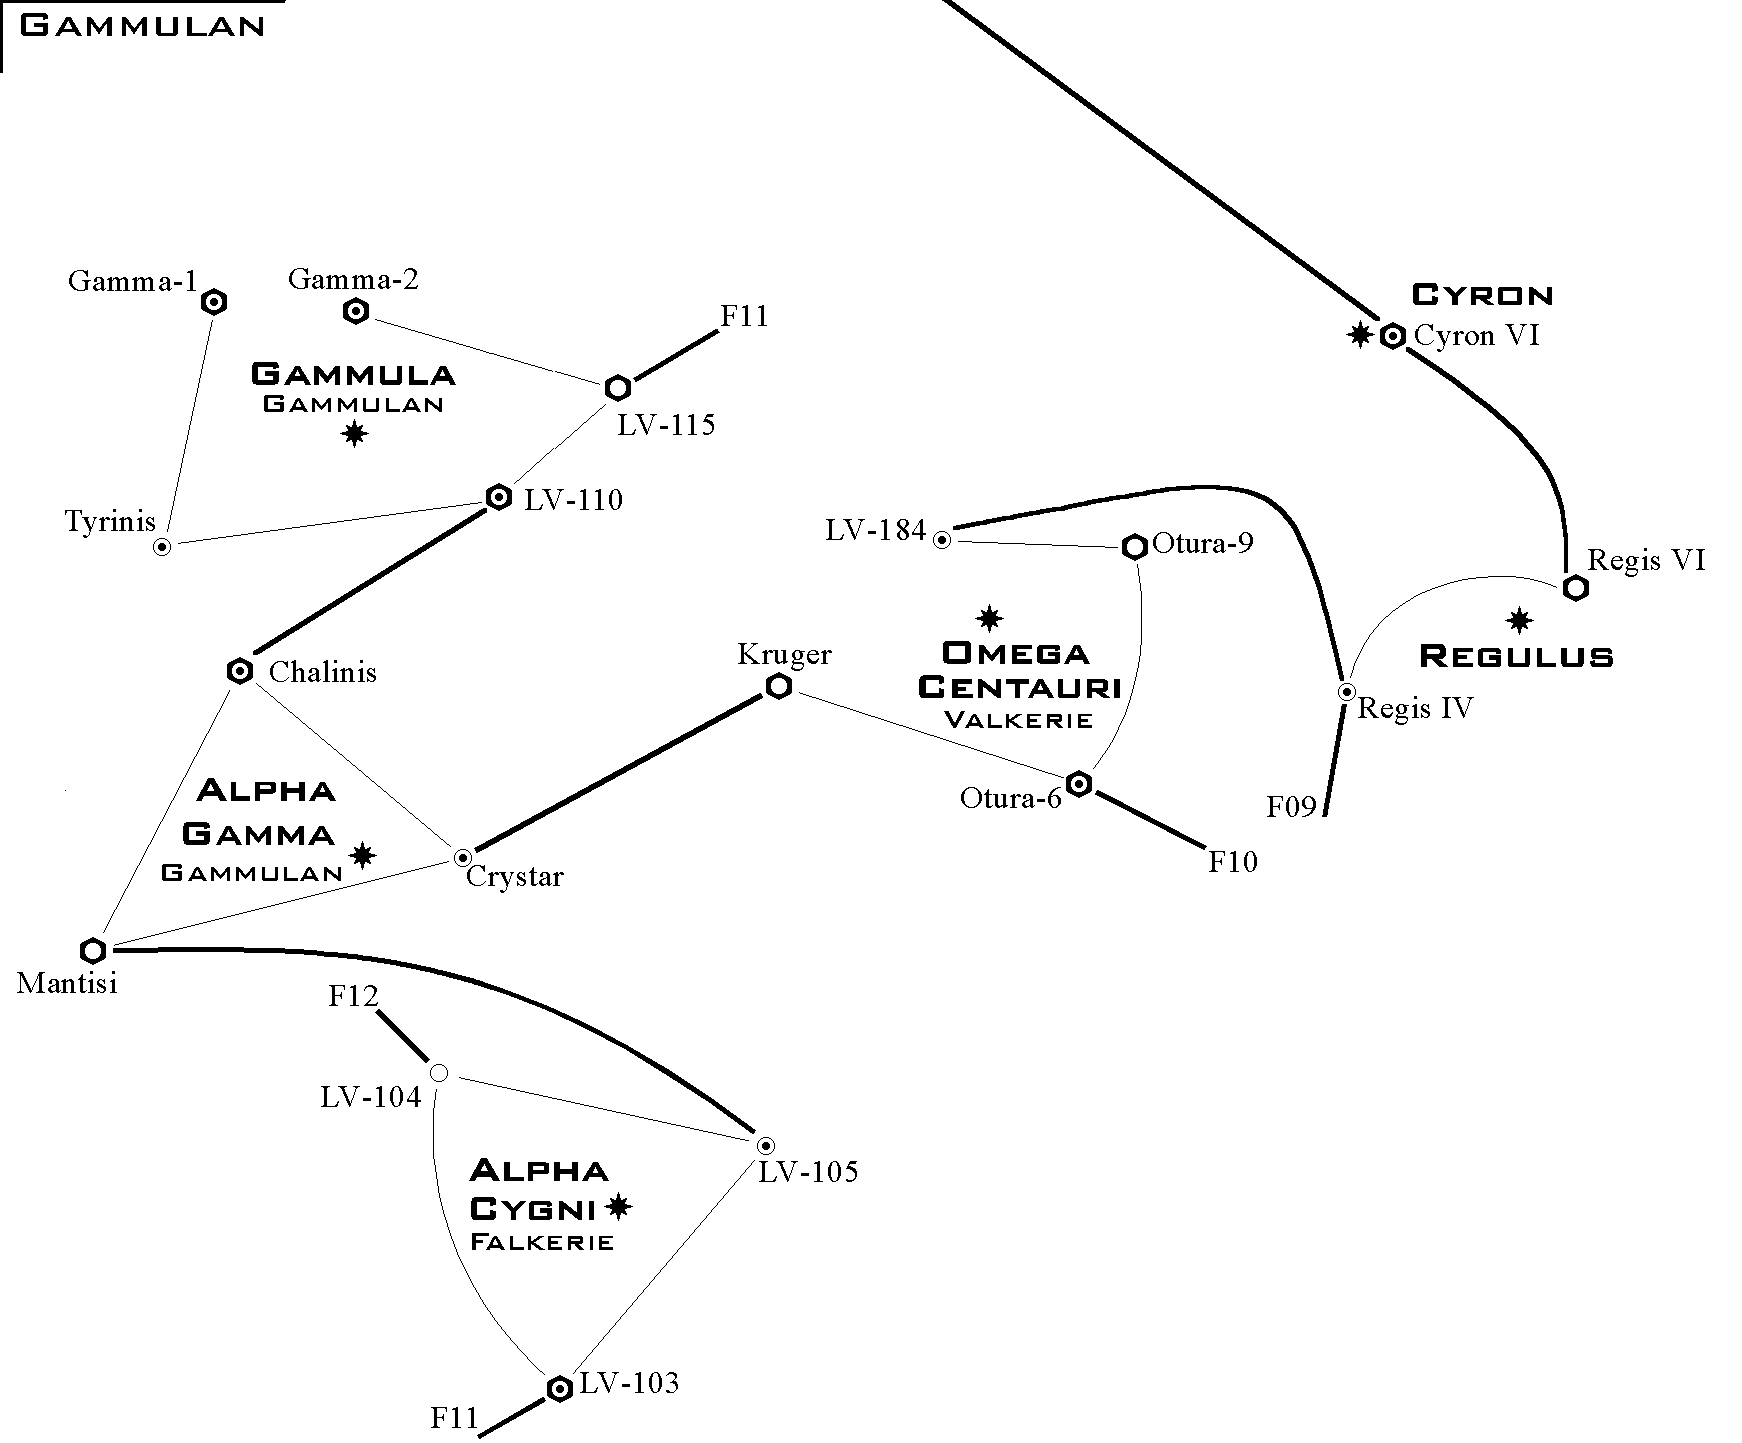 GAMMULAN
Gamma-1
Gamma-2
F11
CYRON
Cyron VI
GAMMULA
GAMMULAN
LV-115
LV-110
Tyrinis
LV-184
Otura-9
Regis VI
Chalinis
Kruger
OMEGA
CENTAURI
VALKERIE
REGULUS
Regis IV
ALPHA
GAMMA
GAMMULAN
Crystar
Otura-6
F09
F10
Mantisi
F12
LV-104
LV-105
ALPHA
CYGNI
FALKERIE
LV-103
F11